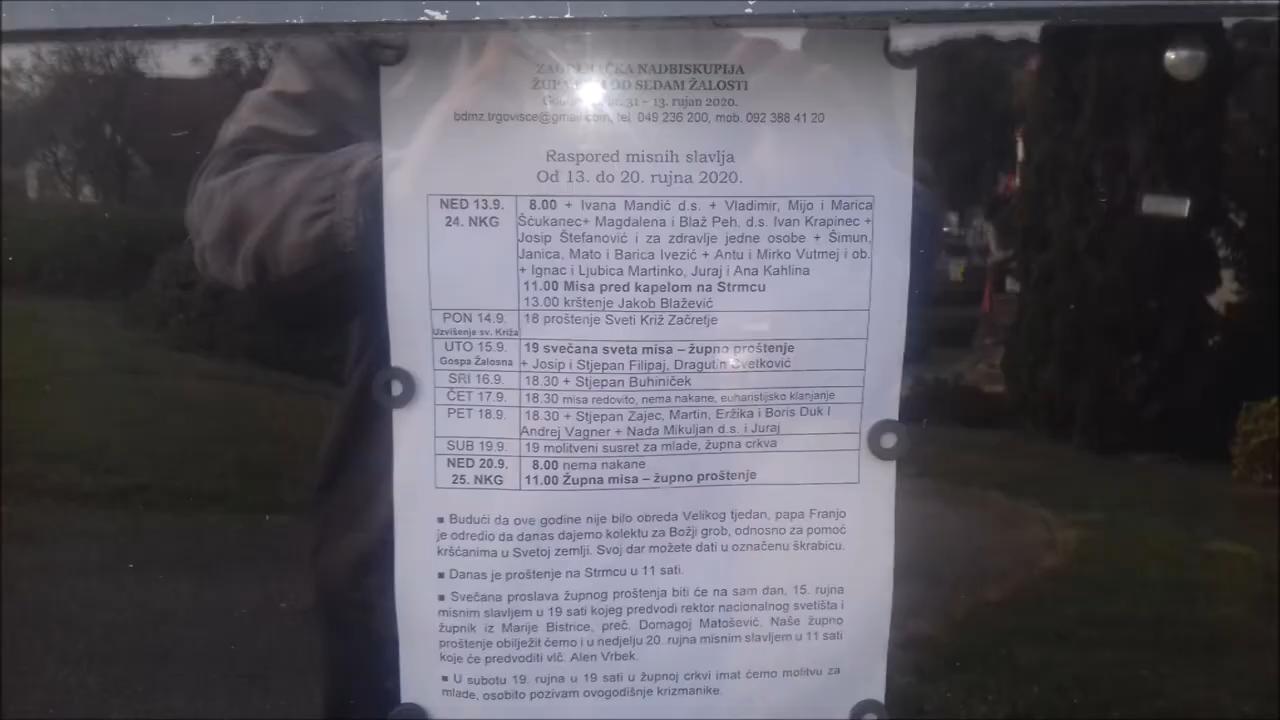 ZAGREBAČKA NADBISKUPIJA
OD SEDAM ŽALOSTI
31 – 13. rujan 2020.
bdmz.trgovisce@gmail.com, tel. 049 236 200, mob. 092 388 41 20
Raspored misnih slavlja
Od 13. do 20. rujna 2020.
NED 13.9.
24. NKG
8.00 + Ivana Mandić d.s. + Vladimir, Mijo i Marica
Šćukanec+ Magdalena i Blaž Peh, d.s. Ivan Krapinec +
Josip Štefanović i za zdravlje jedne osobe + Šimun,
Janica, Mato i Barica Ivezić + Antu i Mirko Vutmej i ob.
+ Ignac i Ljubica Martinko, Juraj i Ana Kahlina
11.00 Misa pred kapelom na Strmcu
13.00 krštenje Jakob Blažević
PON 14.9.
Uzvišenje sv. Križa
18 proštenje Sveti Križ Začretje
UTO 15.9.
Gospa Žalosna
19 svečana sveta misa – župno proštenje
+ Josip i Stjepan Filipaj, Dragutin Cvetković
SRI 16.9.
18.30 + Stjepan Buhiniček
ČET 17.9.
18.30 misa redovito, nema nakane, euharistijsko klanjanje
PET 18.9.
18.30 + Stjepan Zajec, Martin, Eržika i Boris Duk I
Andrej Vagner + Nada Mikuljan d.s. i Juraj
SUB 19.9.
19 molitveni susret za mlade, župna crkva
NED 20.9.
25. NKG
8.00 nema nakane
11.00 Župna misa – župno proštenje
▪ Budući da ove godine nije bilo obreda Velikog tjedan, papa Franjo
je odredio da danas dajemo kolektu za Božji grob, odnosno za pomoć
kršćanima u Svetoj zemlji. Svoj dar možete dati u označenu škrabicu.
▪ Danas je proštenje na Strmcu u 11 sati.
▪ Svečana proslava župnog proštenja biti će na sam dan, 15. rujna
misnim slavljem u 19 sati kojeg predvodi rektor nacionalnog svetišta i
župnik iz Marije Bistrice, preč. Domagoj Matošević. Naše župno
proštenje obilježit ćemo i u nedjelju 20. rujna misnim slavljem u 11 sati
koje će predvoditi vlč. Alen Vrbek.
▪ U subotu 19. rujna u 19 sati u župnoj crkvi imat ćemo molitvu za
mlade, osobito pozivam ovogodišnje krizmanike.